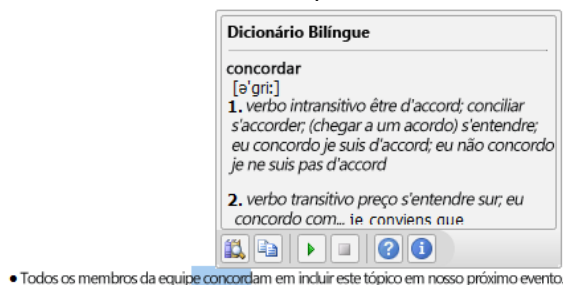 Dicionário Bilíngue
concordar
[ə'gri:]
1. verbo intransitivo être d'accord; conciliar
s'accorder; (chegar a um acordo) s'entendre;
eu concordo je suis d'accord; eu não concordo
je ne suis pas d'accord
2. verbo transitivo preço s'entendre sur; eu
concordo com... je conviens que
• Todos os membros da equipe concordam em incluir este tópico em nosso próximo evento.